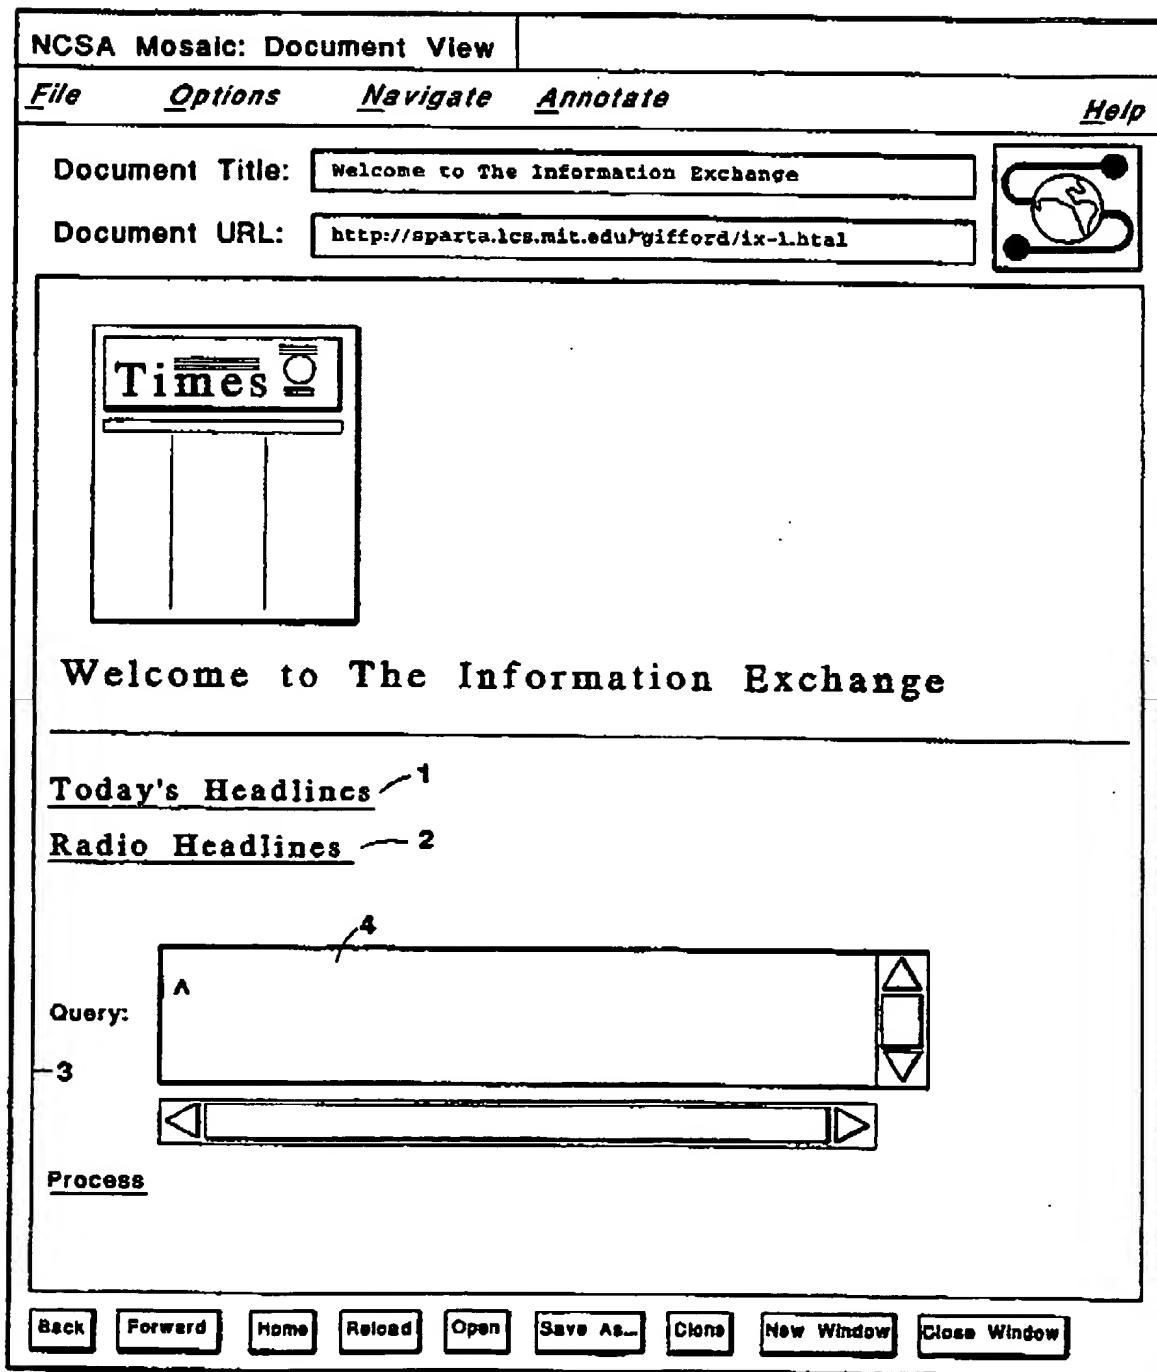 NCSA Mosaic: Document View
File Options Navigate Annotate Help
Document Title: Welcome to The Information Exchange
Document URL: http://sparta.lcs.mit.edu/~gifford/ix-1.htal
Times
Welcome to The Information Exchange
Today's Headlines 1
Radio Headlines 2
4
^
Query:
3
Process
Back Forward Home Reload Open Save As... Clone New Window Close Window